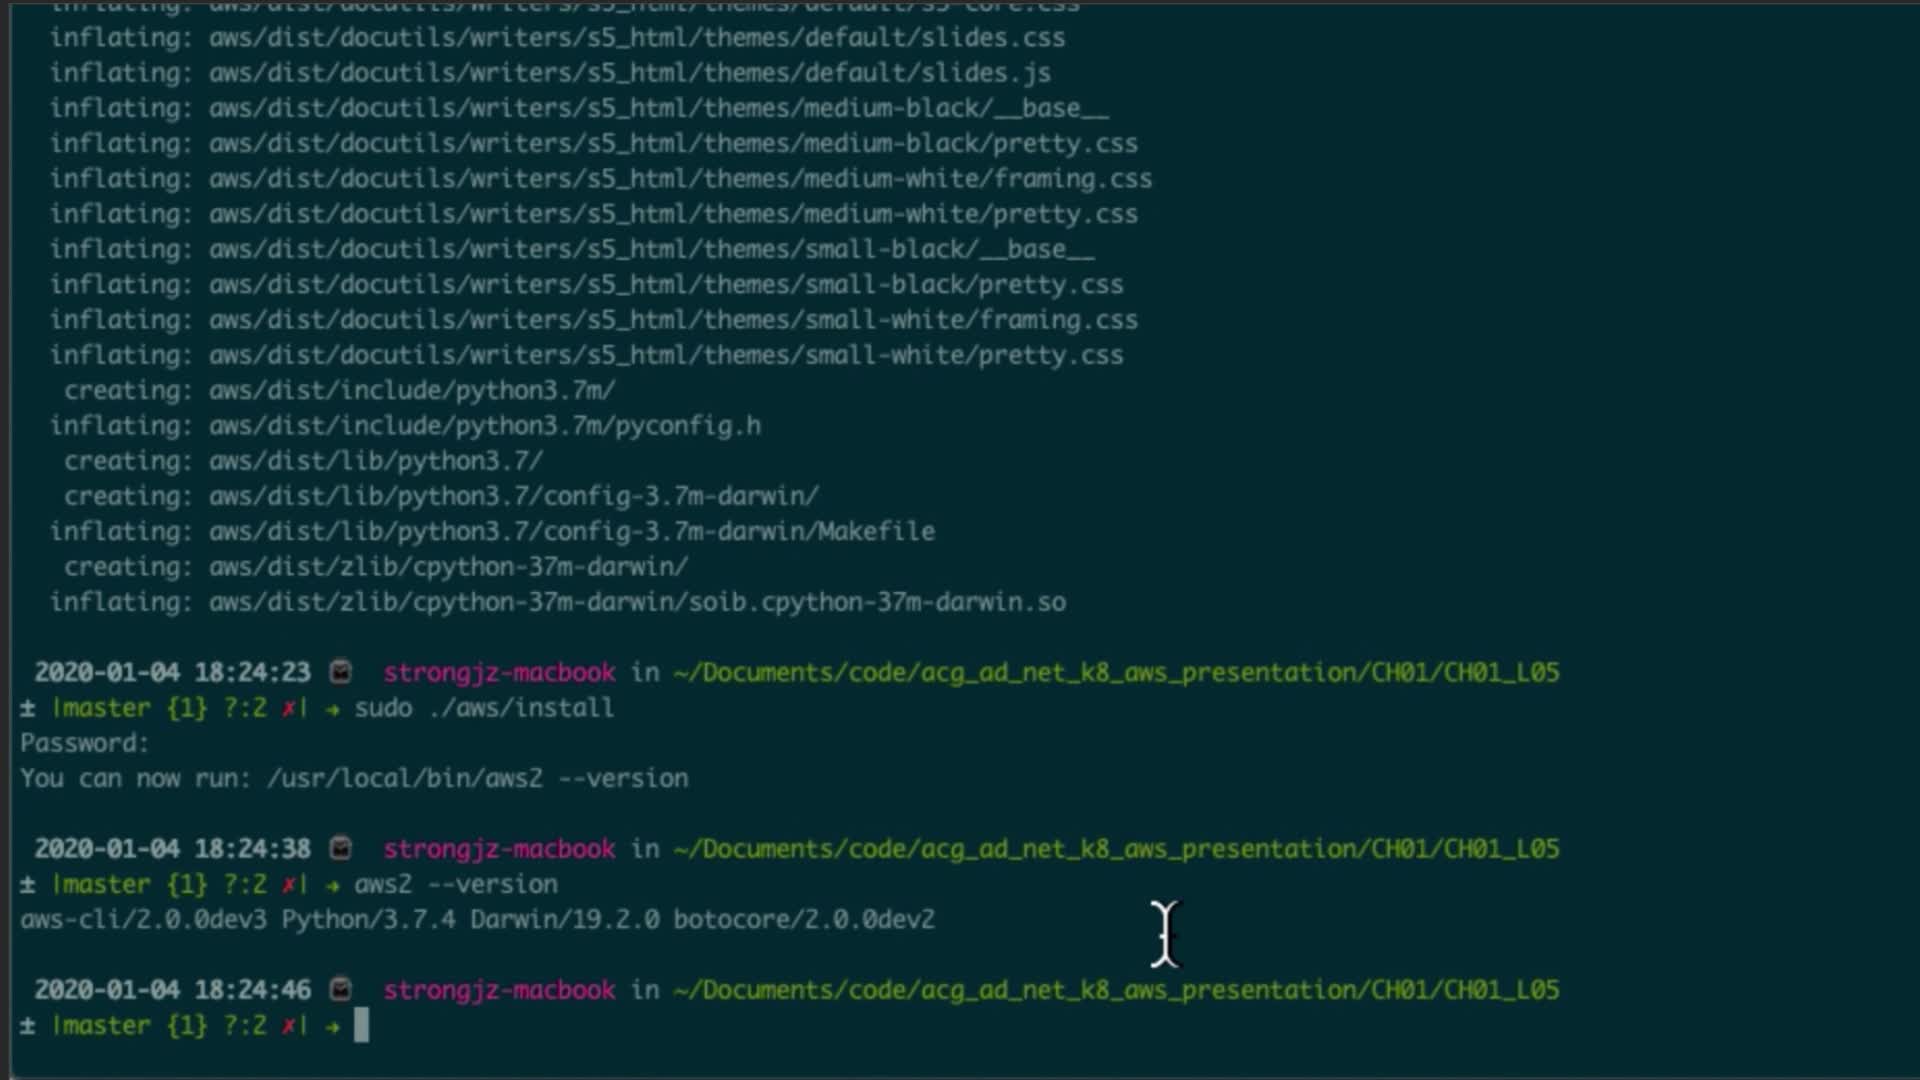 inflating: aws/dist/docutils/writers/s5_html/themes/default/s5-core.css
inflating: aws/dist/docutils/writers/s5_html/themes/default/slides.css
inflating: aws/dist/docutils/writers/s5_html/themes/default/slides.js
inflating: aws/dist/docutils/writers/s5_html/themes/medium-black/__base__
inflating: aws/dist/docutils/writers/s5_html/themes/medium-black/pretty.css
inflating: aws/dist/docutils/writers/s5_html/themes/medium-white/framing.css
inflating: aws/dist/docutils/writers/s5_html/themes/medium-white/pretty.css
inflating: aws/dist/docutils/writers/s5_html/themes/small-black/__base__
inflating: aws/dist/docutils/writers/s5_html/themes/small-black/pretty.css
inflating: aws/dist/docutils/writers/s5_html/themes/small-white/framing.css
inflating: aws/dist/docutils/writers/s5_html/themes/small-white/pretty.css
creating: aws/dist/include/python3.7m/
inflating: aws/dist/include/python3.7m/pyconfig.h
creating: aws/dist/lib/python3.7/
creating: aws/dist/lib/python3.7/config-3.7m-darwin/
inflating: aws/dist/lib/python3.7/config-3.7m-darwin/Makefile
creating: aws/dist/zlib/cpython-37m-darwin/
inflating: aws/dist/zlib/cpython-37m-darwin/soib.cpython-37m-darwin.so
2020-01-04 18:24:23 strongjz-macbook in ~/Documents/code/acg_ad_net_k8_aws_presentation/CH01/CH01_L05
± |master {1} ?:2 ✗| → sudo ./aws/install
Password:
You can now run: /usr/local/bin/aws2 --version
2020-01-04 18:24:38 strongjz-macbook in ~/Documents/code/acg_ad_net_k8_aws_presentation/CH01/CH01_L05
± |master {1} ?:2 ✗| → aws2 --version
aws-cli/2.0.0dev3 Python/3.7.4 Darwin/19.2.0 botocore/2.0.0dev2
2020-01-04 18:24:46 strongjz-macbook in ~/Documents/code/acg_ad_net_k8_aws_presentation/CH01/CH01_L05
± |master {1} ?:2 ✗| →